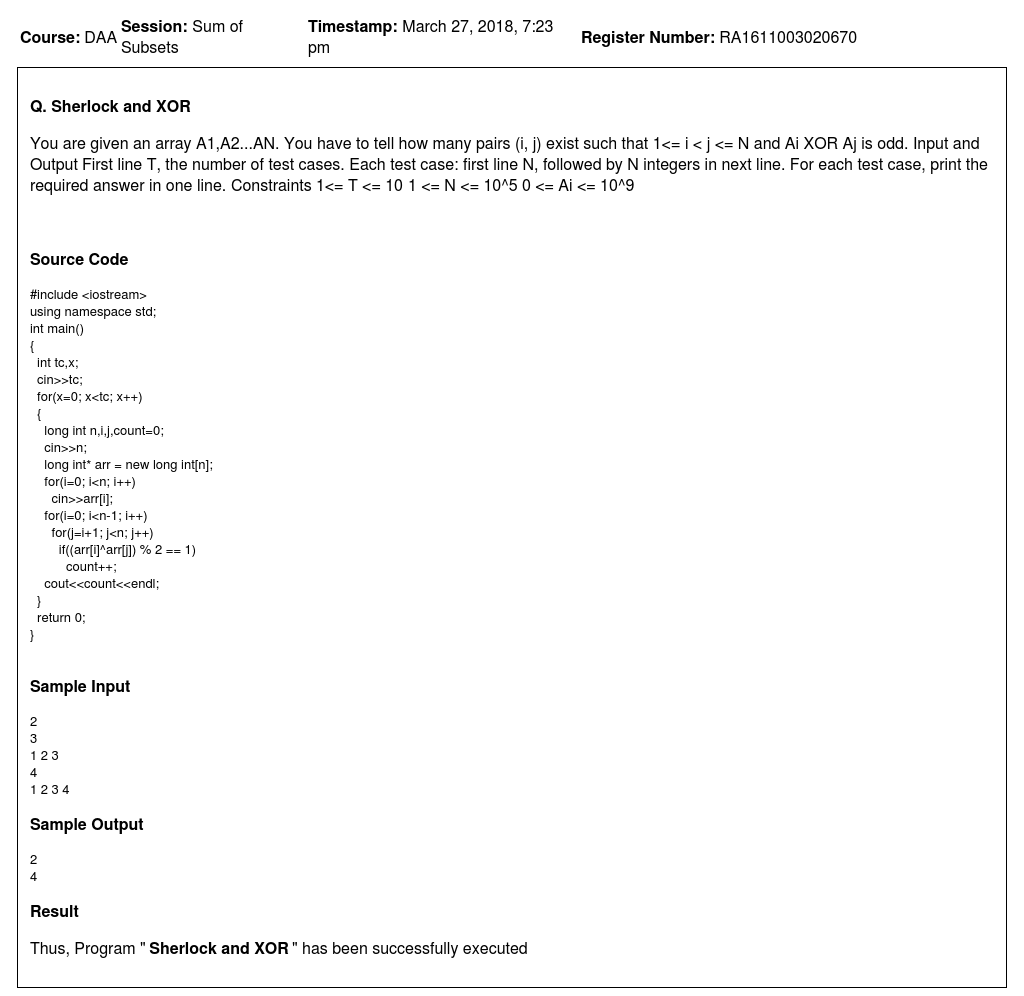 Course: DAA Session: Sum of Subsets Timestamp: March 27, 2018, 7:23 pm Register Number: RA1611003020670
Q. Sherlock and XOR
You are given an array A1,A2...AN. You have to tell how many pairs (i, j) exist such that 1<= i < j <= N and Ai XOR Aj is odd. Input and
Output First line T, the number of test cases. Each test case: first line N, followed by N integers in next line. For each test case, print the
required answer in one line. Constraints 1<= T <= 10 1 <= N <= 10^5 0 <= Ai <= 10^9
Source Code
#include <iostream>
using namespace std;
int main()
{
  int tc,x;
  cin>>tc;
  for(x=0; x<tc; x++)
  {
    long int n,i,j,count=0;
    cin>>n;
    long int* arr = new long int[n];
    for(i=0; i<n; i++)
      cin>>arr[i];
    for(i=0; i<n-1; i++)
      for(j=i+1; j<n; j++)
        if((arr[i]^arr[j]) % 2 == 1)
          count++;
    cout<<count<<endl;
  }
  return 0;
}
Sample Input
2
3
1 2 3
4
1 2 3 4
Sample Output
2
4
Result
Thus, Program " Sherlock and XOR " has been successfully executed